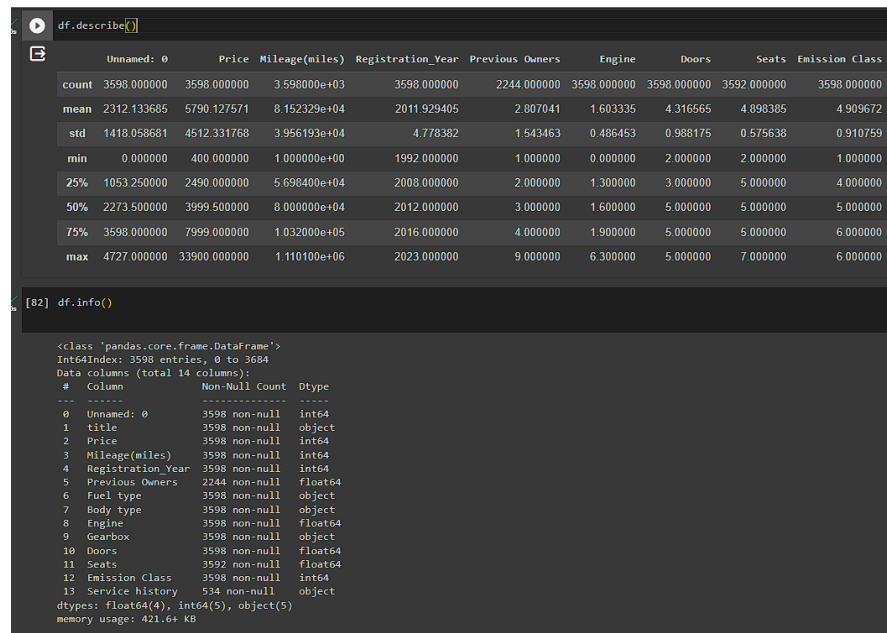 df.describe()
Unnamed: 0 Price Mileage(miles) Registration_Year Previous Owners Engine Doors Seats Emission Class
count 3598.000000 3598.000000 3.598000e+03 3598.000000 2244.000000 3598.000000 3598.000000 3592.000000 3598.000000
mean 2312.133685 5790.127571 8.152329e+04 2011.929405 2.807041 1.603335 4.316565 4.898385 4.909672
std 1418.058681 4512.331768 3.956193e+04 4.778382 1.543463 0.486453 0.988175 0.575638 0.910759
min 0.000000 400.000000 1.000000e+00 1992.000000 1.000000 0.000000 2.000000 2.000000 1.000000
25% 1053.250000 2490.000000 5.698400e+04 2008.000000 2.000000 1.300000 3.000000 5.000000 4.000000
50% 2273.500000 3999.500000 8.000000e+04 2012.000000 3.000000 1.600000 5.000000 5.000000 5.000000
75% 3598.000000 7999.000000 1.032000e+05 2016.000000 4.000000 1.900000 5.000000 5.000000 6.000000
max 4727.000000 33900.000000 1.110100e+06 2023.000000 9.000000 6.300000 5.000000 7.000000 6.000000
[82] df.info()
<class 'pandas.core.frame.DataFrame'>
Int64Index: 3598 entries, 0 to 3684
Data columns (total 14 columns):
# Column Non-Null Count Dtype
--- ------ -------------- -----
0 Unnamed: 0 3598 non-null int64
1 title 3598 non-null object
2 Price 3598 non-null int64
3 Mileage(miles) 3598 non-null int64
4 Registration_Year 3598 non-null int64
5 Previous Owners 2244 non-null float64
6 Fuel type 3598 non-null object
7 Body type 3598 non-null object
8 Engine 3598 non-null float64
9 Gearbox 3598 non-null object
10 Doors 3598 non-null float64
11 Seats 3592 non-null float64
12 Emission Class 3598 non-null int64
13 Service history 534 non-null object
dtypes: float64(4), int64(5), object(5)
memory usage: 421.6+ KB